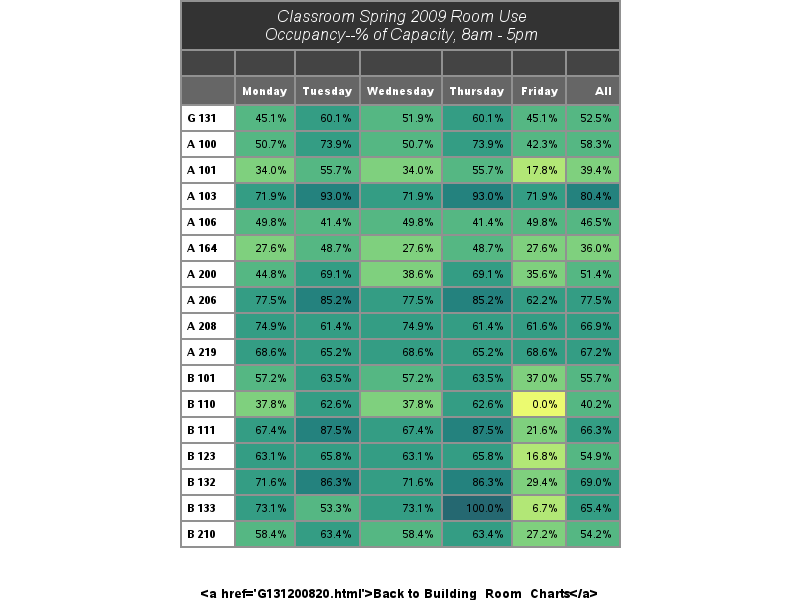 Classroom Spring 2009 Room Use
Occupancy--% of Capacity, 8am - 5pm
Monday Tuesday Wednesday Thursday Friday All
G 131 45.1% 60.1% 51.9% 60.1% 45.1% 52.5%
A 100 50.7% 73.9% 50.7% 73.9% 42.3% 58.3%
A 101 34.0% 55.7% 34.0% 55.7% 17.8% 39.4%
A 103 71.9% 93.0% 71.9% 93.0% 71.9% 80.4%
A 106 49.8% 41.4% 49.8% 41.4% 49.8% 46.5%
A 164 27.6% 48.7% 27.6% 48.7% 27.6% 36.0%
A 200 44.8% 69.1% 38.6% 69.1% 35.6% 51.4%
A 206 77.5% 85.2% 77.5% 85.2% 62.2% 77.5%
A 208 74.9% 61.4% 74.9% 61.4% 61.6% 66.9%
A 219 68.6% 65.2% 68.6% 65.2% 68.6% 67.2%
B 101 57.2% 63.5% 57.2% 63.5% 37.0% 55.7%
B 110 37.8% 62.6% 37.8% 62.6% 0.0% 40.2%
B 111 67.4% 87.5% 67.4% 87.5% 21.6% 66.3%
B 123 63.1% 65.8% 63.1% 65.8% 16.8% 54.9%
B 132 71.6% 86.3% 71.6% 86.3% 29.4% 69.0%
B 133 73.1% 53.3% 73.1% 100.0% 6.7% 65.4%
B 210 58.4% 63.4% 58.4% 63.4% 27.2% 54.2%
<a href='G131200820.html'>Back to Building_Room_Charts</a>